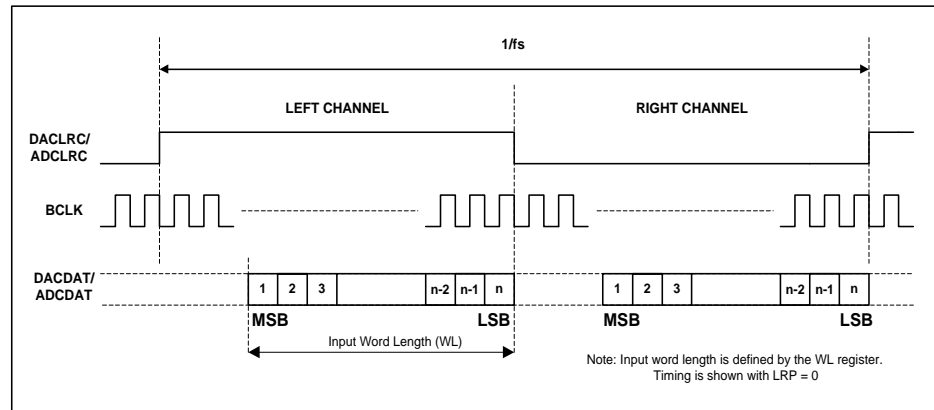 1/fs
LEFT CHANNEL RIGHT CHANNEL
DACLRC/
ADCLRC
BCLK
DACDAT/
ADCDAT
1 2 3 n-2 n-1 n 1 2 3 n-2 n-1 n
MSB LSB MSB LSB
Input Word Length (WL)
Note: Input word length is defined by the WL register.
Timing is shown with LRP = 0